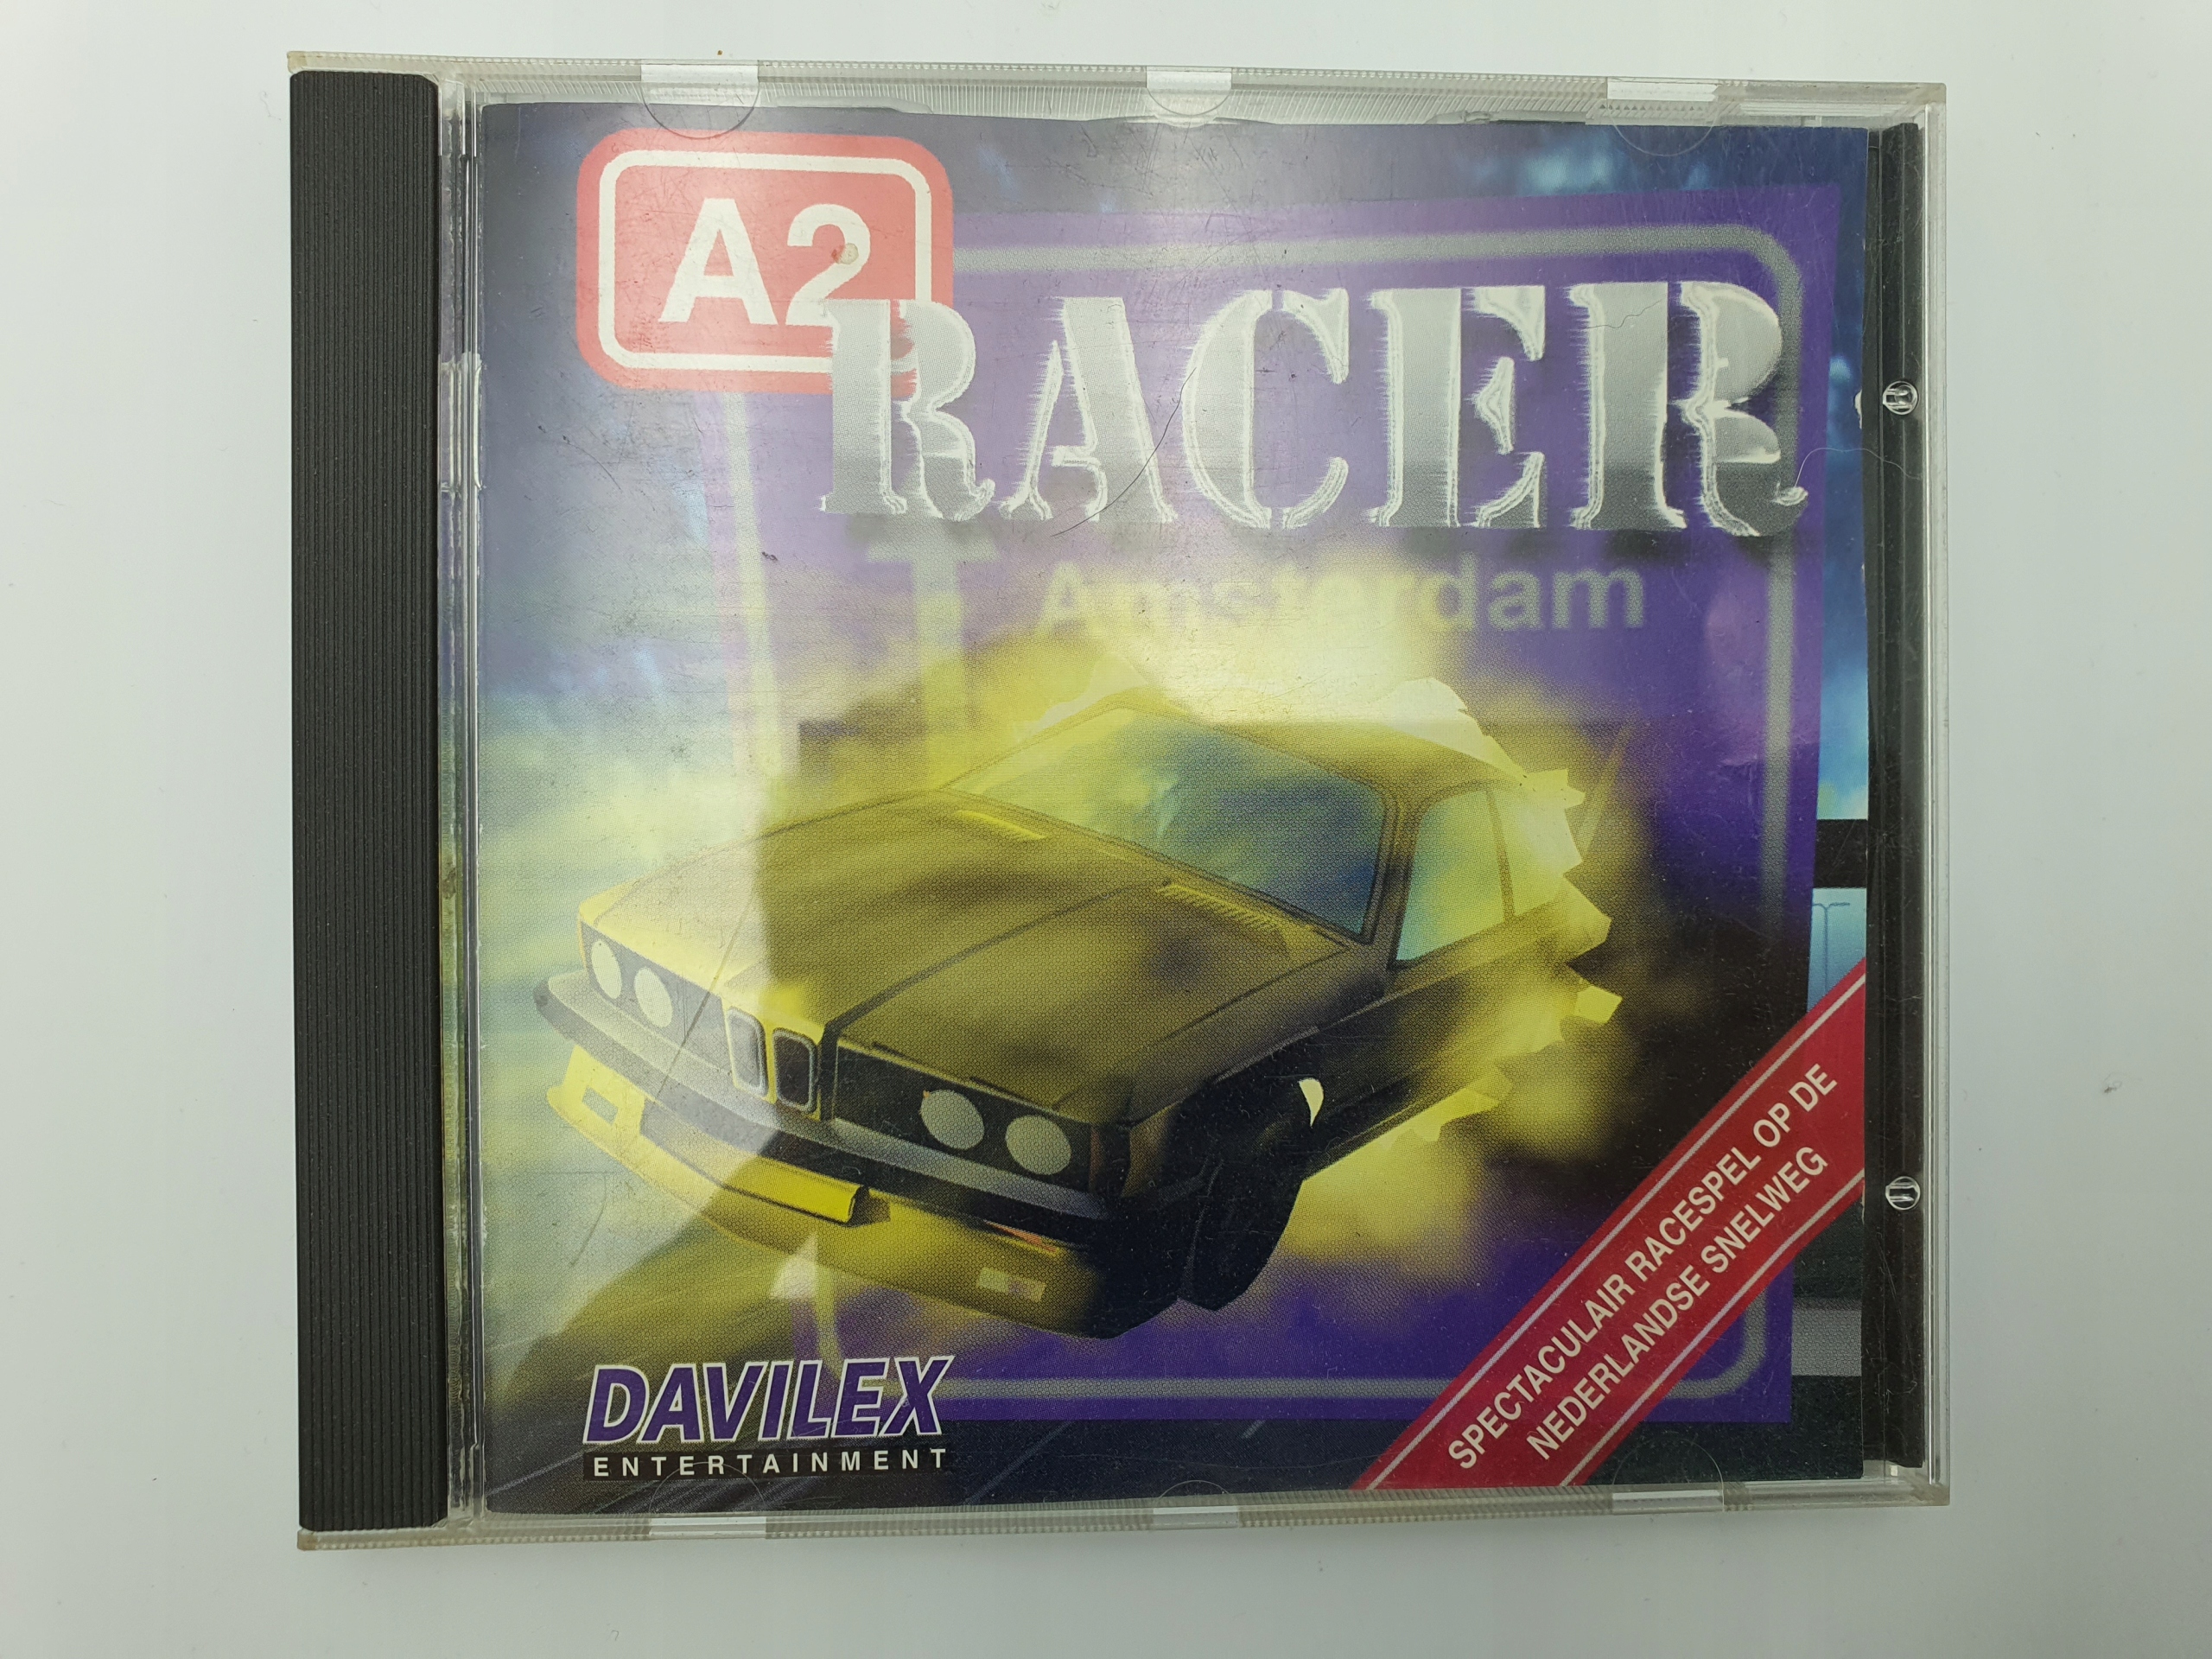 A2
RACER
Amsterdam
SPECTACULAIR RACESPEL OP DE
NEDERLANDSE SNELWEG
DAVILEX
ENTERTAINMENT